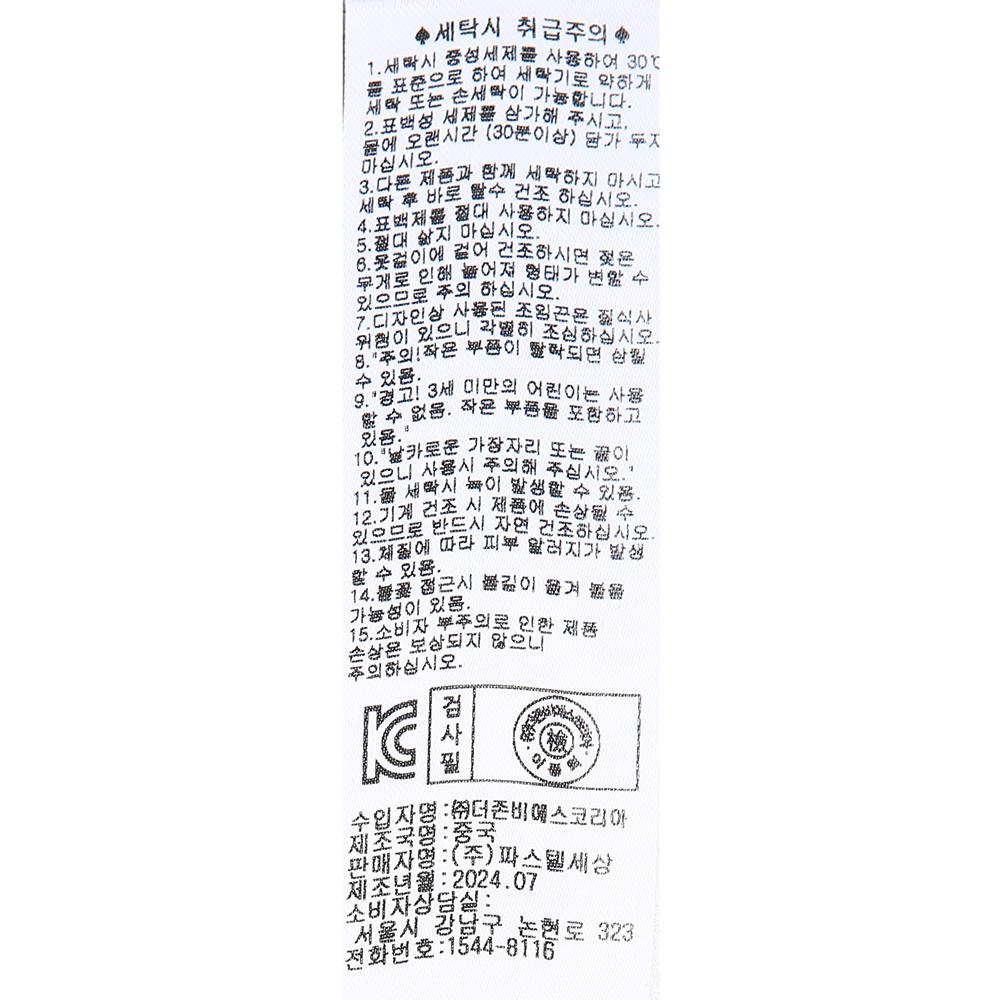 ♠세탁시 취급주의♠
1.세탁시 중성세제를 사용하여 30℃
를 표준으로 하여 세탁기로 약하게
세탁 또는 손세탁이 가능합니다.
2.표백성 세제를 삼가해 주시고,
물에 오랜시간 (30분이상) 담가 두지
마십시오.
3.다른 제품과 함께 세탁하지 마시고
세탁 후 바로 탈수 건조 하십시오.
4.표백제를 절대 사용하지 마십시오.
5.절대 삶지 마십시오.
6.옷걸이에 걸어 건조하시면 젖은
무게로 인해 늘어져 형태가 변할 수
있으므로 주의 하십시오.
7.디자인상 사용된 조임끈은 질식사
위험이 있으니 각별히 조심하십시오.
8."주의!작은 부품이 탈락되면 삼킬
수 있음.
9."경고! 3세 미만의 어린이는 사용
할 수 없음. 작은 부품을 포함하고
있음."
10."날카로운 가장자리 또는 끝이
있으니 사용시 주의해 주십시오."
11.물 세탁시 녹이 발생할 수 있음.
12.기계 건조 시 제품에 손상될 수
있으므로 반드시 자연 건조하십시오.
13.체질에 따라 피부 알러지가 발생
할 수 있음.
14.불꽃 접근시 불길이 옮겨 붙을
가능성이 있음.
15.소비자 부주의로 인한 제품
손상은 보상되지 않으니
주의하십시오.
KC
검사필
檢
수입자명:㈜더존비에스코리아
제조국명:중국
판매자명:(주)파스텔세상
제조년월:2024.07
소비자상담실:
서울시 강남구 논현로 323
전화번호:1544-8116